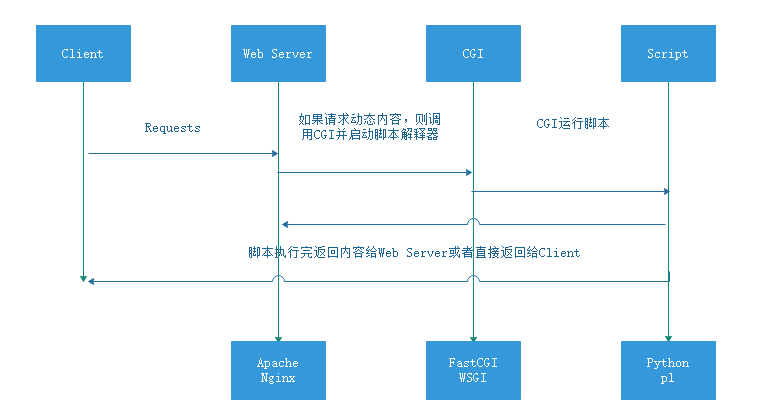 Client
Web Server
CGI
Script
Requests
如果请求动态内容，则调
用CGI并启动脚本解释器
CGI运行脚本
脚本执行完返回内容给Web Server或者直接返回给Client
Apache
Nginx
FastCGI
WSGI
Python
pl